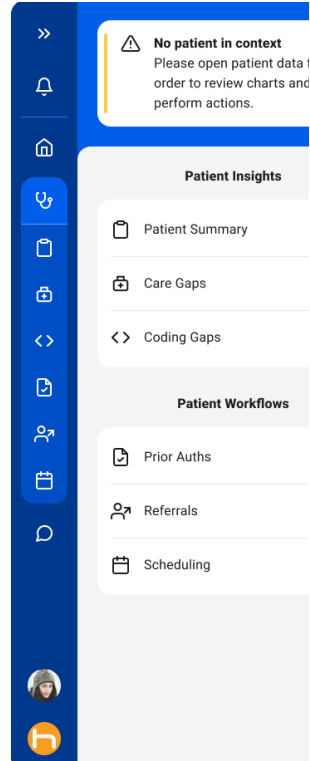 No patient in context
Please open patient data
order to review charts and
perform actions.
Patient Insights
Patient Summary
Care Gaps
Coding Gaps
Patient Workflows
Prior Auths
Referrals
Scheduling